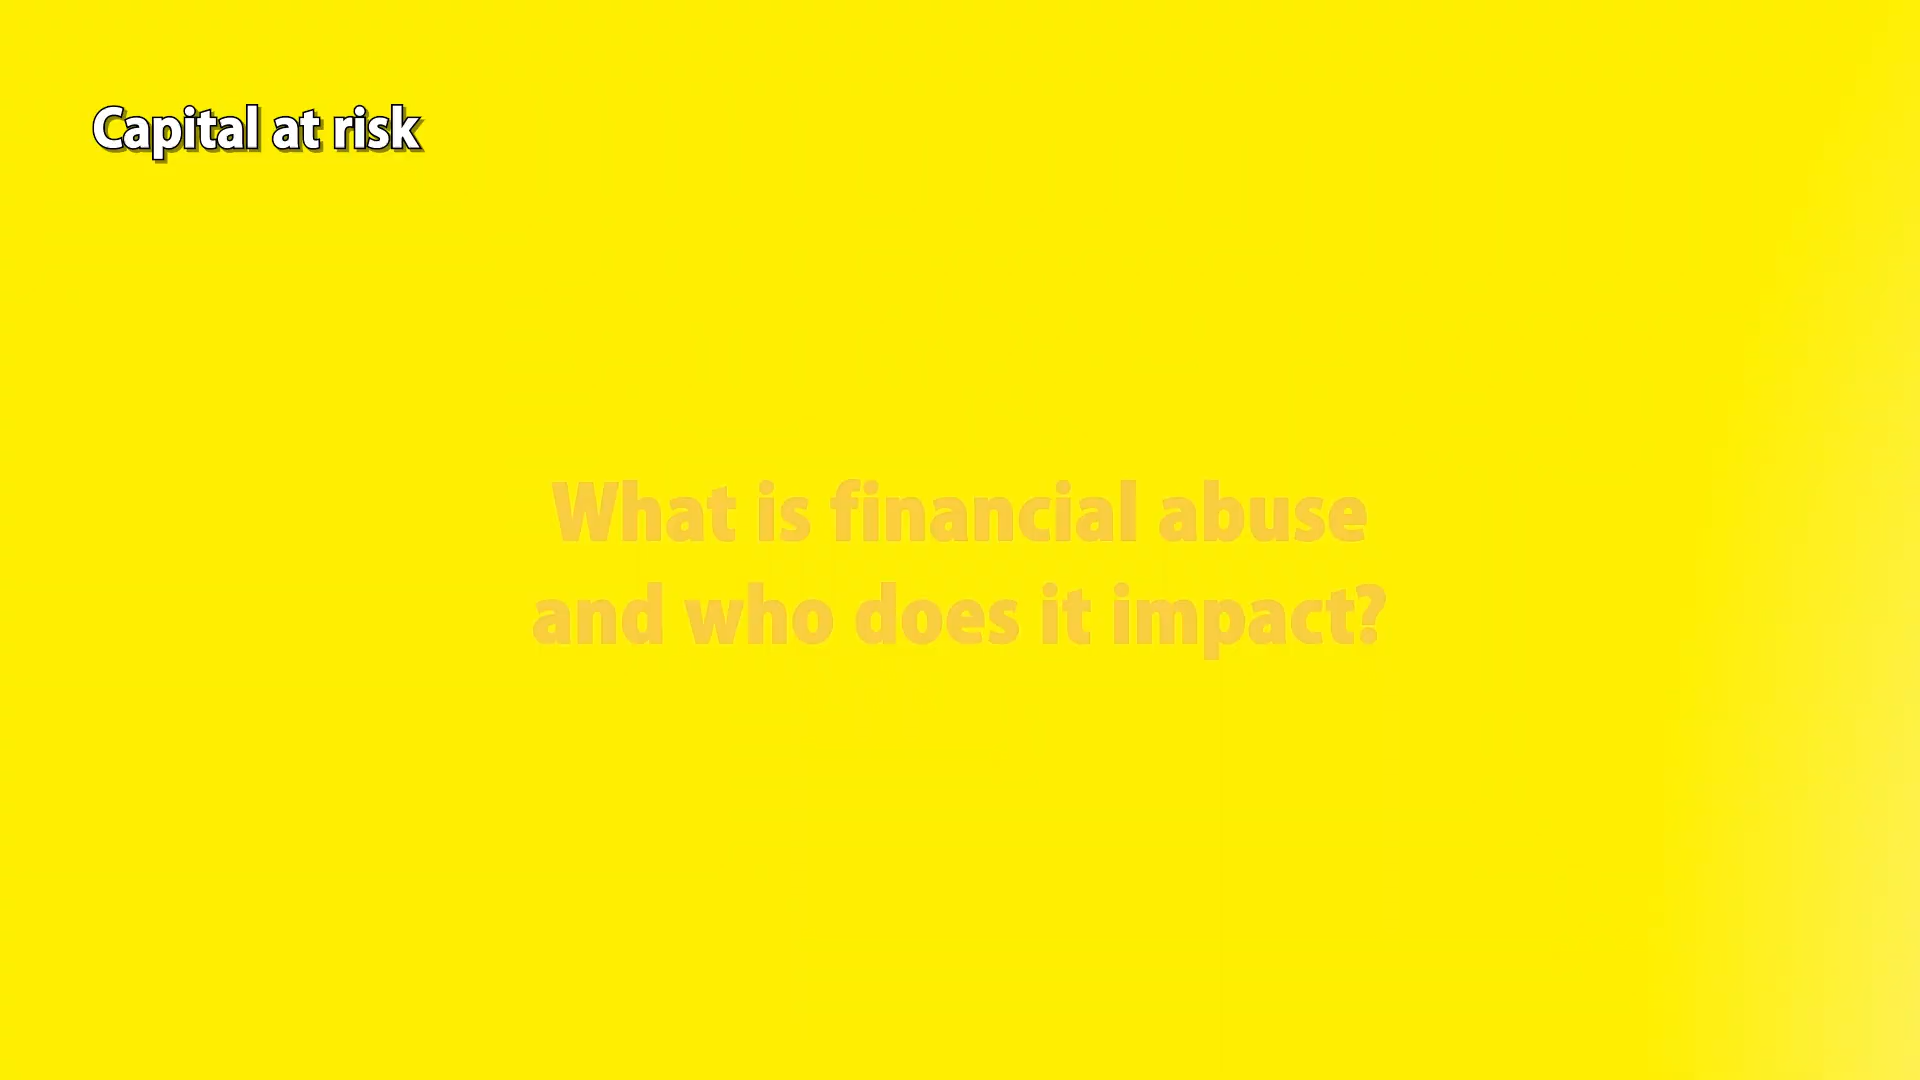 Capital at risk
What is financial abuse
and who does it impact?